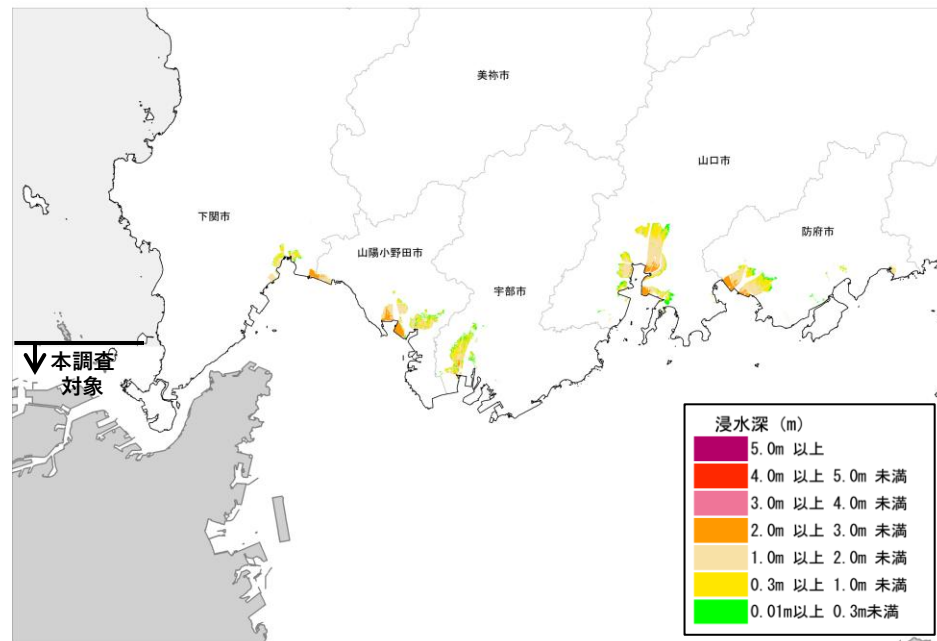 美祢市
山口市
下関市
防府市
山陽小野田市
宇部市
本調査
対象
浸水深 (m)
5.0m 以上
4.0m 以上 5.0m 未満
3.0m 以上 4.0m 未満
2.0m 以上 3.0m 未満
1.0m 以上 2.0m 未満
0.3m 以上 1.0m 未満
0.01m以上 0.3m未満